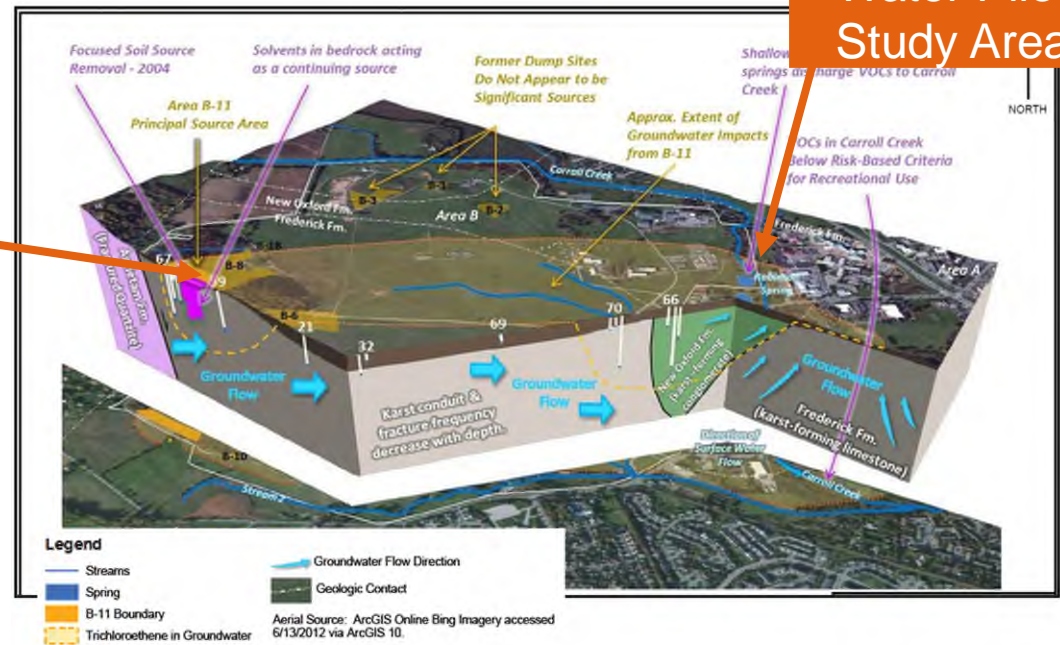 Study Area
NORTH
Focused Soil Source
Removal - 2004
Solvents in bedrock acting
as a continuing source
Former Dump Sites
Do Not Appear to be
Significant Sources
Shallow
springs discharge VOCs to Carroll
Creek
Area B-11
Principal Source Area
Approx. Extent of
Groundwater Impacts
from B-11
OCs in Carroll Creek
Below Risk-Based Criteria
for Recreational Use
Carroll Creek
New Oxford Fm.
Frederick Fm.
B-3
B-2
Area B
Frederick Fm.
Area A
Spring
67
B-8
B-6
21
32
69
70
66
(Fractured Quartzite)
Groundwater
Flow
Karst conduit &
fracture frequency
decrease with depth.
Groundwater
Flow
New Oxford Fm.
(karst-forming
conglomerate)
Groundwater
Flow
Frederick Fm.
(karst-forming limestone)
B-10
Stream 2
Direction of
Surface Water
Flow
Carroll Creek
Legend
Streams
Spring
B-11 Boundary
Trichloroethene in Groundwater
Groundwater Flow Direction
Geologic Contact
Aerial Source: ArcGIS Online Bing Imagery accessed
6/13/2012 via ArcGIS 10.